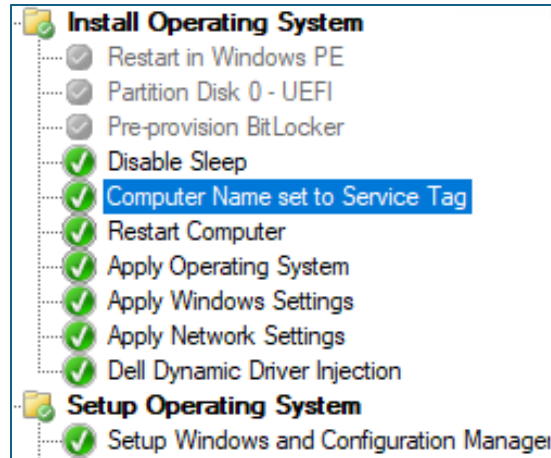 Install Operating System
Restart in Windows PE
Partition Disk 0 - UEFI
Pre-provision BitLocker
Disable Sleep
Computer Name set to Service Tag
Restart Computer
Apply Operating System
Apply Windows Settings
Apply Network Settings
Dell Dynamic Driver Injection
Setup Operating System
Setup Windows and Configuration Manager